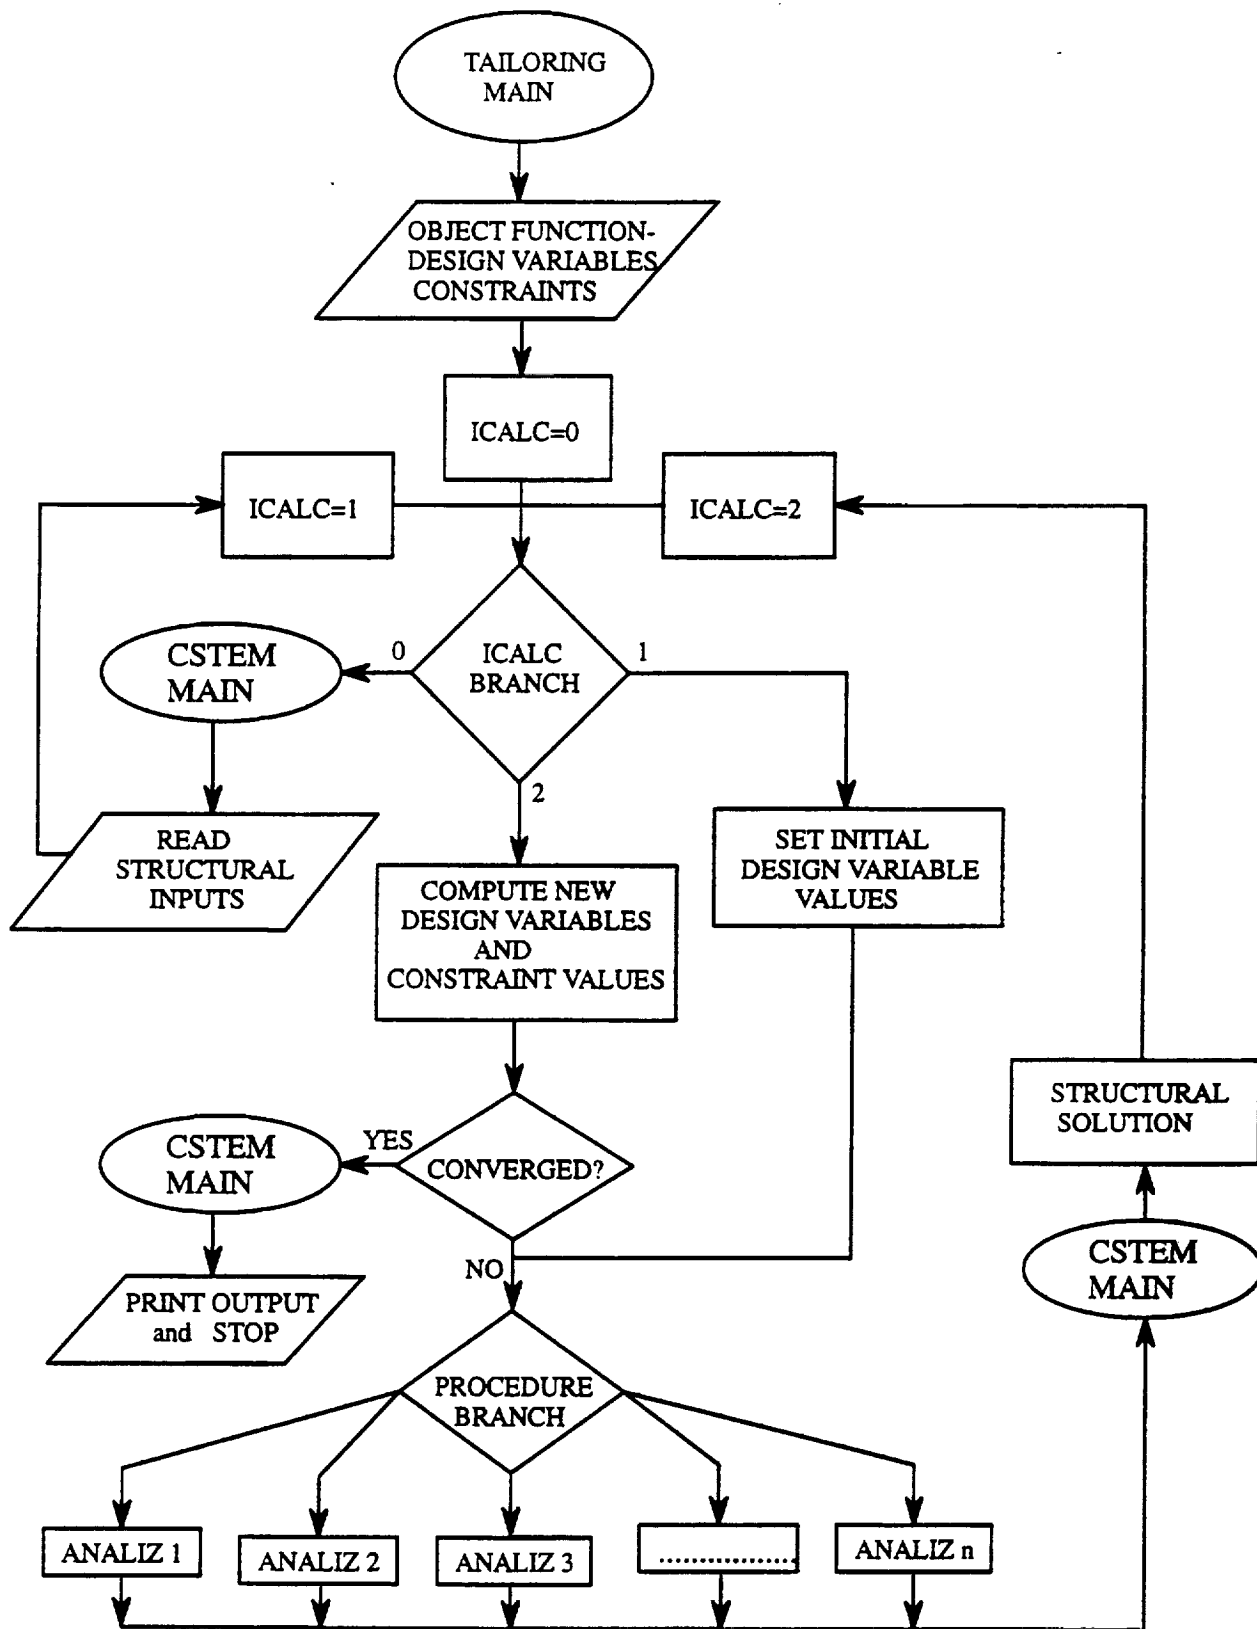 TAILORING
MAIN
OBJECT FUNCTION-
DESIGN VARIABLES
CONSTRAINTS
ICALC=0
ICALC=1
ICALC=2
CSTEM
MAIN
0
ICALC
BRANCH
1
2
READ
STRUCTURAL
INPUTS
COMPUTE NEW
DESIGN VARIABLES
AND
CONSTRAINT VALUES
SET INITIAL
DESIGN VARIABLE
VALUES
STRUCTURAL
SOLUTION
CSTEM
MAIN
YES
CONVERGED?
CSTEM
MAIN
NO
PRINT OUTPUT
and STOP
PROCEDURE
BRANCH
ANALIZ 1
ANALIZ 2
ANALIZ 3
................
ANALIZ n